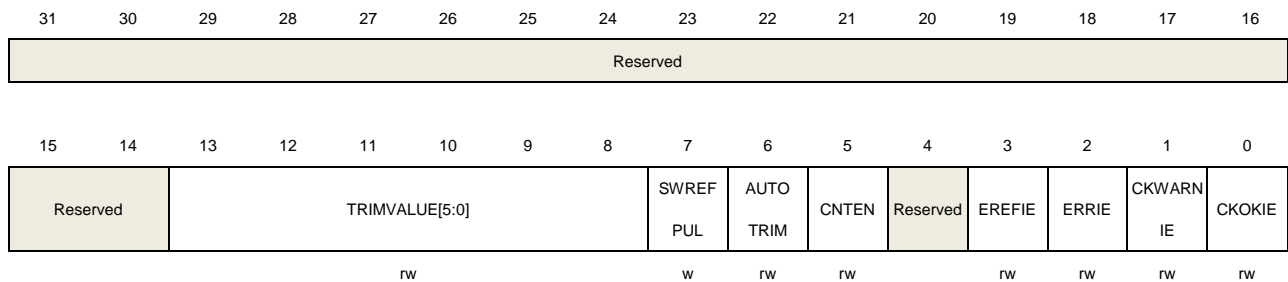 31 30 29 28 27 26 25 24 23 22 21 20 19 18 17 16
Reserved
15 14 13 12 11 10 9 8 7 6 5 4 3 2 1 0
Reserved TRIMVALUE[5:0] SWREF PUL AUTO TRIM CNTEN Reserved EREFIE ERRIE CKWARN IE CKOKIE
rw w rw rw rw rw rw rw